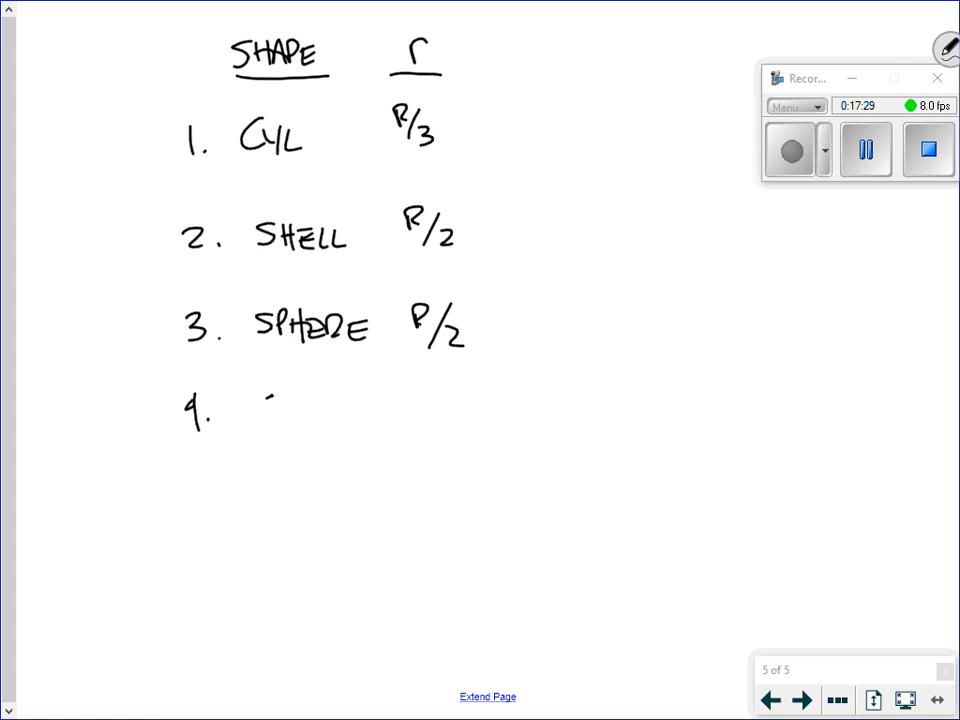 SHAPE r
1. CYL R/3
2. SHELL R/2
3. SPHERE R/2
4.
Recor...
Menu 0:17:29 8.0 fps
5 of 5
Extend Page